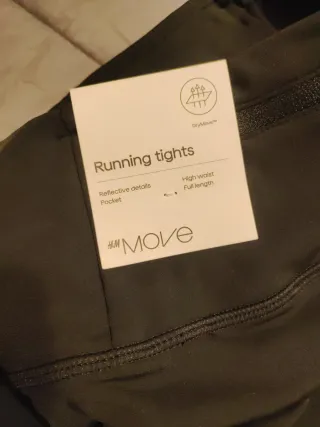 DryMove™
Running tights
Reflective details
Pocket
High waist
Full length
H&M MOVE